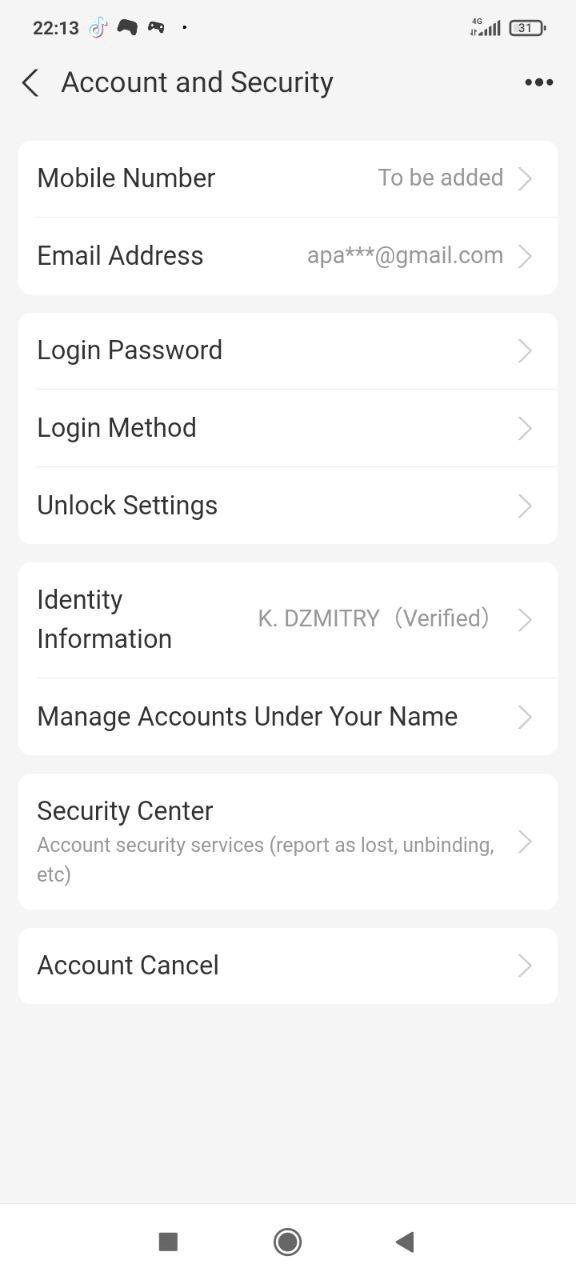 22:13
4G
31
Account and Security
Mobile Number To be added
Email Address apa***@gmail.com
Login Password
Login Method
Unlock Settings
Identity
Information
K. DZMITRY（Verified）
Manage Accounts Under Your Name
Security Center
Account security services (report as lost, unbinding,
etc)
Account Cancel